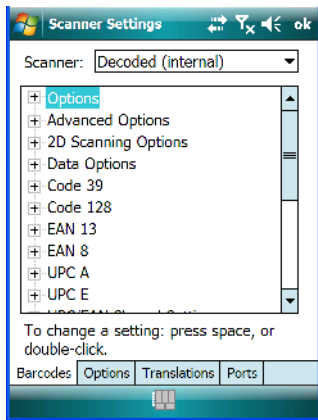 Scanner Settings ok
Scanner: Decoded (internal)
Options
Advanced Options
2D Scanning Options
Data Options
Code 39
Code 128
EAN 13
EAN 8
UPC A
UPC E
To change a setting: press space, or
double-click.
Barcodes Options Translations Ports